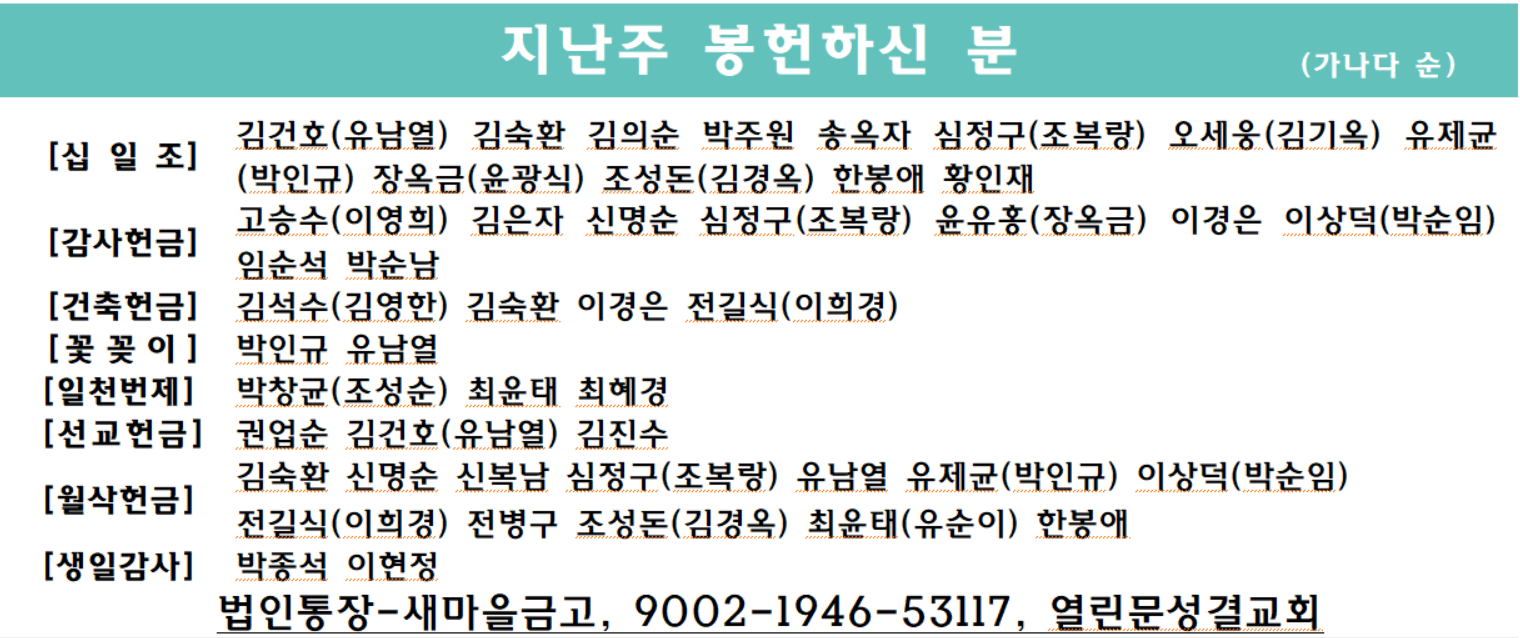 지난주 봉헌하신 분 (가나다 순)
[십 일 조] 김건호(유남열) 김숙환 김의순 박주원 송옥자 심정구(조복랑) 오세웅(김기옥) 유제균
(박인규) 장옥금(윤광식) 조성돈(김경옥) 한봉애 황인재
[감사헌금] 고승수(이영희) 김은자 신명순 심정구(조복랑) 윤유홍(장옥금) 이경은 이상덕(박순임)
임순석 박순남
[건축헌금] 김석수(김영한) 김숙환 이경은 전길식(이희경)
[꽃 꽂 이] 박인규 유남열
[일천번제] 박창균(조성순) 최윤태 최혜경
[선교헌금] 권업순 김건호(유남열) 김진수
[월삭헌금] 김숙환 신명순 신복남 심정구(조복랑) 유남열 유제균(박인규) 이상덕(박순임)
전길식(이희경) 전병구 조성돈(김경옥) 최윤태(유순이) 한봉애
[생일감사] 박종석 이현정
법인통장-새마을금고, 9002-1946-53117, 열린문성결교회